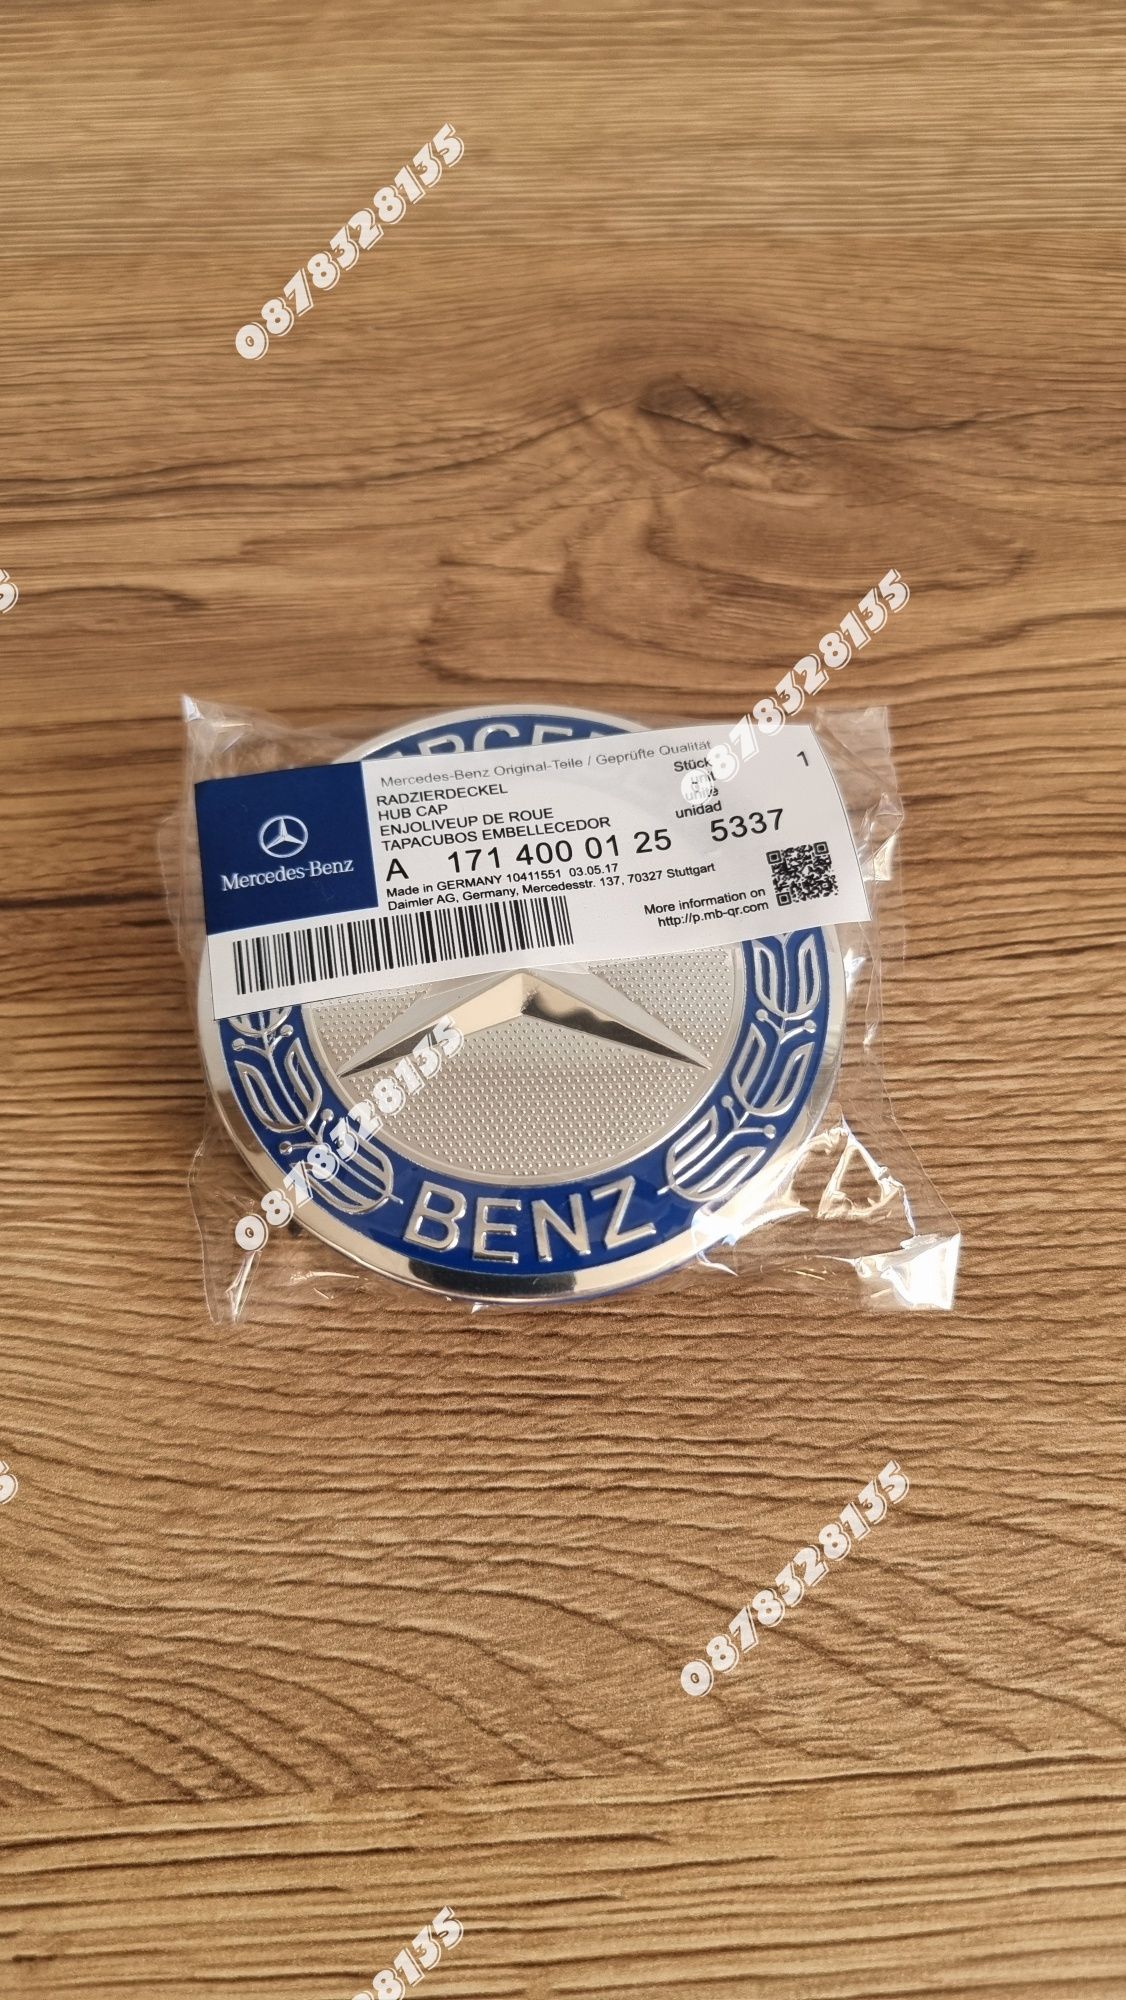 0878328135
0878328135
MERCEDES
Mercedes-Benz Original-Teile / Geprüfte Qualität
RADZIERDECKEL
HUB CAP
ENJOLIVEUP DE ROUE
TAPACUBOS EMBELLECEDOR
Stück 1
unit
unité
unidad
A 171 400 01 25 5337
Made in GERMANY 10411551 03.05.17
Daimler AG, Germany, Mercedesstr. 137, 70327 Stuttgart
Mercedes-Benz
More information on
http://p.mb-qr.com
0878328135
BENZ
0878328135
28135